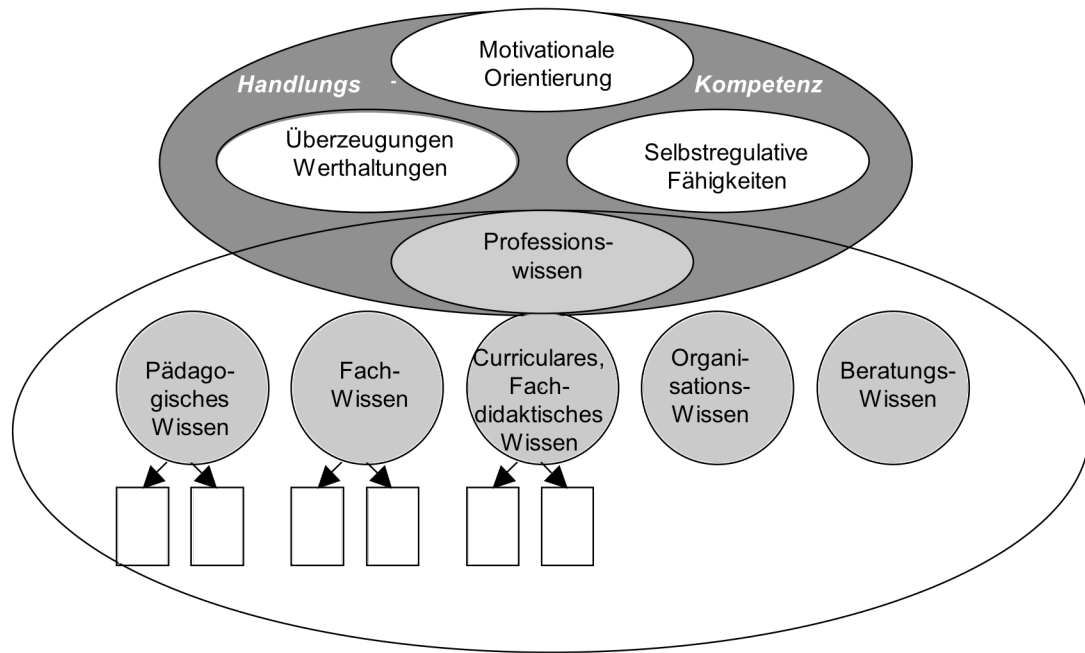 Motivationale
Orientierung
Handlungs - Kompetenz
Überzeugungen
Werthaltungen
Selbstregulative
Fähigkeiten
Professions-
wissen
Pädago-
gisches
Wissen
Fach-
Wissen
Curriculares,
Fach-
didaktisches
Wissen
Organi-
sations-
Wissen
Beratungs-
Wissen